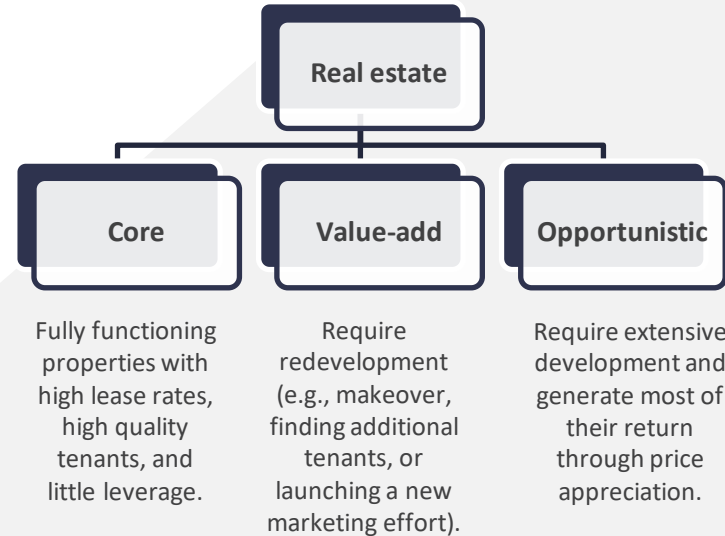 Real estate
Core
Value-add
Opportunistic
Fully functioning
properties with
high lease rates,
high quality
tenants, and
little leverage.
Require
redevelopment
(e.g., makeover,
finding additional
tenants, or
launching a new
marketing effort).
Require extensive
development and
generate most of
their return
through price
appreciation.